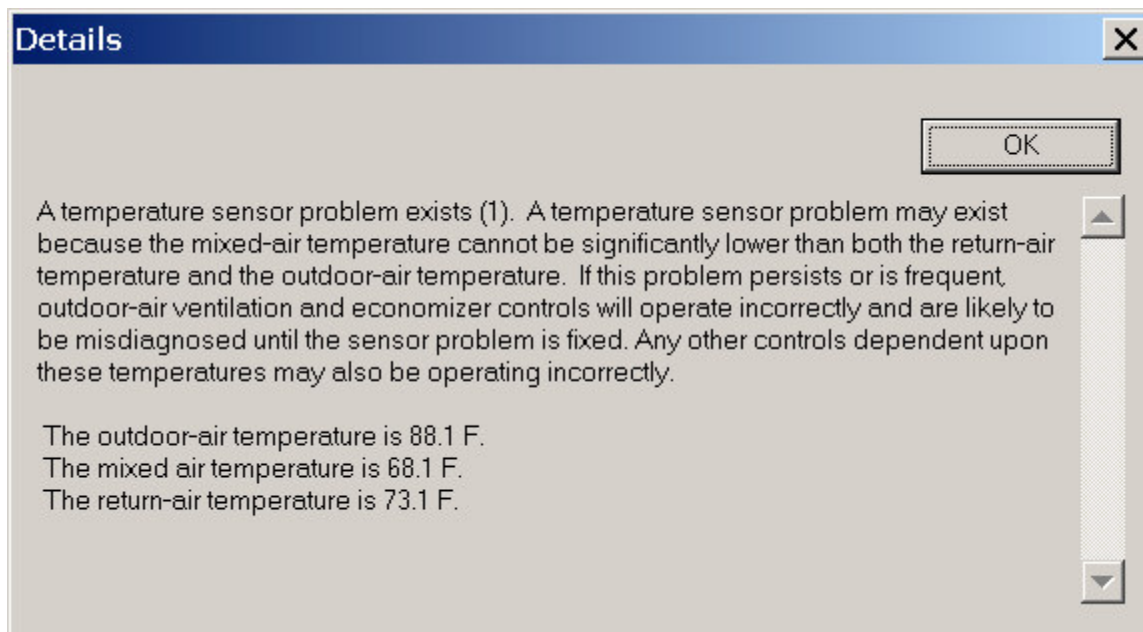 Details
OK
A temperature sensor problem exists (1).  A temperature sensor problem may exist
because the mixed-air temperature cannot be significantly lower than both the return-air
temperature and the outdoor-air temperature.  If this problem persists or is frequent,
outdoor-air ventilation and economizer controls will operate incorrectly and are likely to
be misdiagnosed until the sensor problem is fixed. Any other controls dependent upon
these temperatures may also be operating incorrectly.
The outdoor-air temperature is 88.1 F.
The mixed air temperature is 68.1 F.
The return-air temperature is 73.1 F.